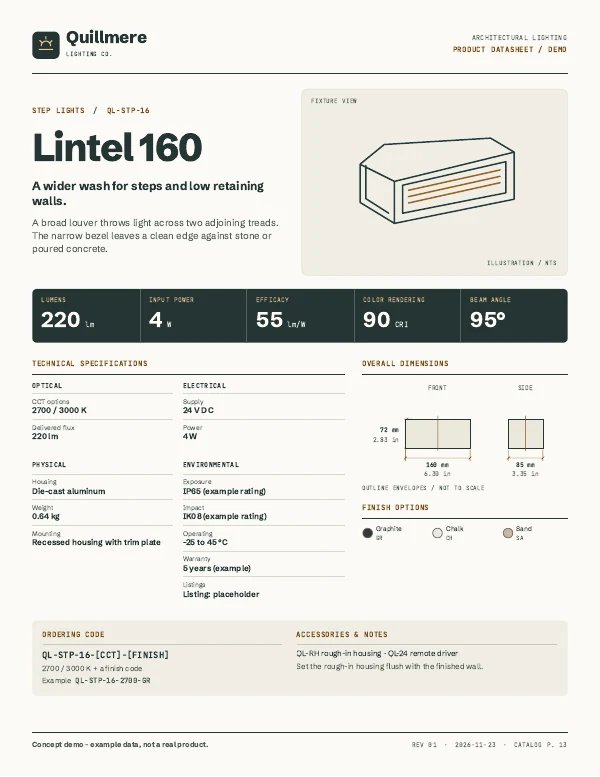 Quillmere
LIGHTING CO.
ARCHITECTURAL LIGHTING
PRODUCT DATASHEET / DEMO
STEP LIGHTS / QL-STP-16
Lintel 160
A wider wash for steps and low retaining
walls.
A broad louver throws light across two adjoining treads.
The narrow bezel leaves a clean edge against stone or
poured concrete.
FIXTURE VIEW
ILLUSTRATION / NTS
LUMENS
220 lm
INPUT POWER
4 W
EFFICACY
55 lm/W
COLOR RENDERING
90 CRI
BEAM ANGLE
95°
TECHNICAL SPECIFICATIONS
OPTICAL
CCT options
2700 / 3000 K
Delivered flux
220 lm
ELECTRICAL
Supply
24 V DC
Power
4 W
PHYSICAL
Housing
Die-cast aluminum
Weight
0.64 kg
Mounting
Recessed housing with trim plate
ENVIRONMENTAL
Exposure
IP65 (example rating)
Impact
IK08 (example rating)
Operating
-25 to 45 °C
Warranty
5 years (example)
Listings
Listing: placeholder
OVERALL DIMENSIONS
FRONT
SIDE
72 mm
2.83 in
160 mm
6.30 in
85 mm
3.35 in
OUTLINE ENVELOPES / NOT TO SCALE
FINISH OPTIONS
Graphite
GR
Chalk
CH
Sand
SA
ORDERING CODE
QL-STP-16-[CCT]-[FINISH]
2700 / 3000 K + a finish code
Example QL-STP-16-2700-GR
ACCESSORIES & NOTES
QL-RH rough-in housing · QL-24 remote driver
Set the rough-in housing flush with the finished wall.
Concept demo - example data, not a real product.
REV 01 · 2026-11-23 · CATALOG P. 13